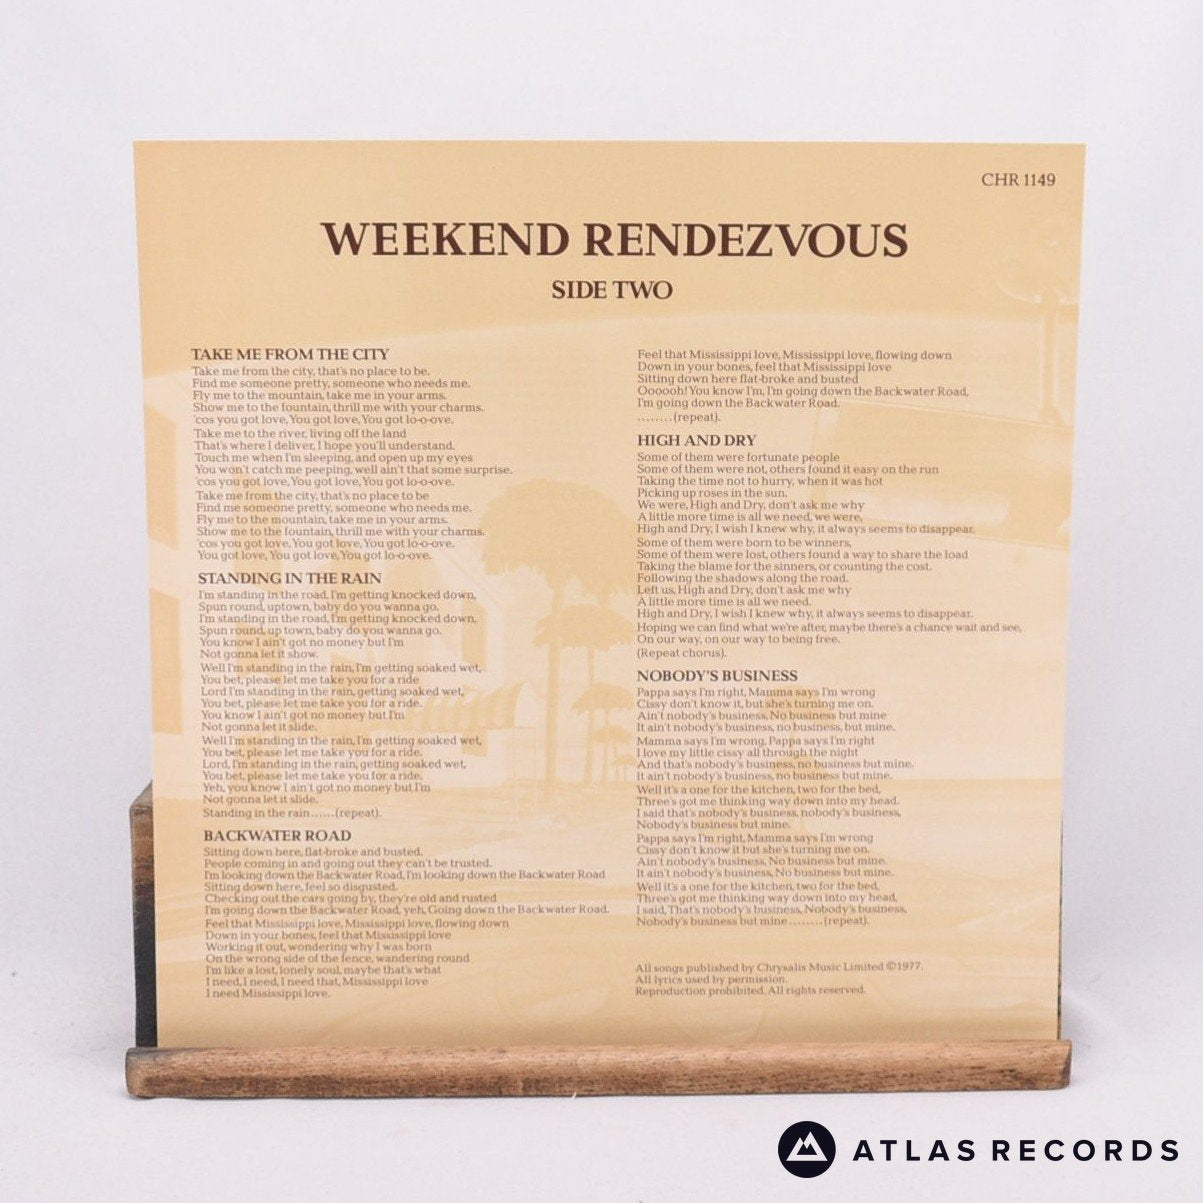 CHR 1149
WEEKEND RENDEZVOUS
SIDE TWO
TAKE ME FROM THE CITY
Take me from the city, that's no place to be.
Find me someone pretty, someone who needs me.
Fly me to the mountain, take me in your arms.
Show me to the fountain, thrill me with your charms.
'cos you got love, You got love, You got lo-o-ove.
Take me to the river, living off the land
That's where I deliver, I hope you'll understand.
Touch me when I'm sleeping, and open up my eyes
You won't catch me peeping, well ain't that some surprise.
'cos you got love, You got love, You got lo-o-ove.
Take me from the city, that's no place to be
Find me someone pretty, someone who needs me.
Fly me to the mountain, take me in your arms.
Show me to the fountain, thrill me with your charms.
'cos you got love, You got love, You got lo-o-ove.
You got love, You got love, You got lo-o-ove.
STANDING IN THE RAIN
I'm standing in the road, I'm getting knocked down,
Spun round, uptown, baby do you wanna go.
I'm standing in the road, I'm getting knocked down,
Spun round, up town, baby do you wanna go.
You know I ain't got no money but I'm
Not gonna let it show.
Well I'm standing in the rain, I'm getting soaked wet,
You bet, please let me take you for a ride
Lord I'm standing in the rain, getting soaked wet,
You bet, please let me take you for a ride.
You know I ain't got no money but I'm
Not gonna let it slide.
Well I'm standing in the rain, I'm getting soaked wet,
You bet, please let me take you for a ride.
Lord, I'm standing in the rain, getting soaked wet,
You bet, please let me take you for a ride.
Yeh, you know I ain't got no money but I'm
Not gonna let it slide.
Standing in the rain......(repeat).
BACKWATER ROAD
Sitting down here, flat-broke and busted.
People coming in and going out they can't be trusted.
I'm looking down the Backwater Road, I'm looking down the Backwater Road
Sitting down here, feel so disgusted.
Checking out the cars going by, they're old and rusted
I'm going down the Backwater Road, yeh, Going down the Backwater Road.
Feel that Mississippi love, Mississippi love, flowing down
Down in your bones, feel that Mississippi love
Working it out, wondering why I was born
On the wrong side of the fence, wandering round
I'm like a lost, lonely soul, maybe that's what
I need, I need, I need that, Mississippi love
I need Mississippi love.
Feel that Mississippi love, Mississippi love, flowing down
Down in your bones, feel that Mississippi love
Sitting down here flat-broke and busted
Oooooh! You know I'm, I'm going down the Backwater Road,
I'm going down the Backwater Road.
........(repeat).
HIGH AND DRY
Some of them were fortunate people
Some of them were not, others found it easy on the run
Taking the time not to hurry, when it was hot
Picking up roses in the sun.
We were, High and Dry, don't ask me why
A little more time is all we need, we were,
High and Dry, I wish I knew why, it always seems to disappear.
Some of them were born to be winners,
Some of them were lost, others found a way to share the load
Taking the blame for the sinners, or counting the cost.
Following the shadows along the road.
Left us, High and Dry, don't ask me why
A little more time is all we need.
High and Dry, I wish I knew why, it always seems to disappear.
Hoping we can find what we're after, maybe there's a chance wait and see,
On our way, on our way to being free.
(Repeat chorus).
NOBODY'S BUSINESS
Pappa says I'm right, Mamma says I'm wrong
Cissy don't know it, but she's turning me on.
Ain't nobody's business, No business but mine
It ain't nobody's business, no business, but mine.
Mamma says I'm wrong, Pappa says I'm right
I love my little cissy all through the night
And that's nobody's business, no business but mine.
It ain't nobody's business, no business but mine.
Well it's a one for the kitchen, two for the bed,
Three's got me thinking way down into my head.
I said that's nobody's business, nobody's business,
Nobody's business but mine.
Pappa says I'm right, Mamma says I'm wrong
Cissy don't know it but she's turning me on.
Ain't nobody's business, No business but mine.
It ain't nobody's business, No business but mine.
Well it's a one for the kitchen, two for the bed,
Three's got me thinking way down into my head,
I said, That's nobody's business, Nobody's business,
Nobody's business but mine........(repeat).
All songs published by Chrysalis Music Limited ©1977.
All lyrics used by permission.
Reproduction prohibited. All rights reserved.
ATLAS RECORDS